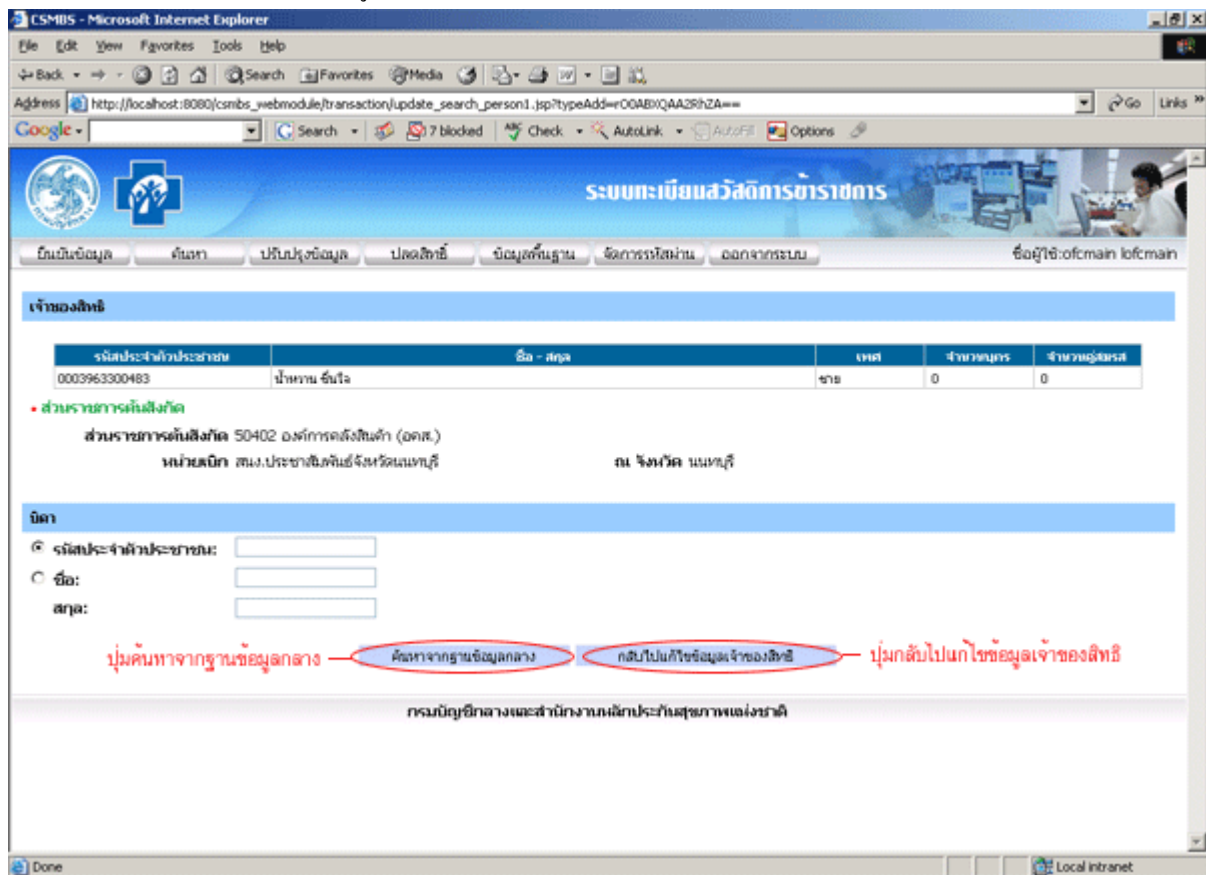 CSMBS - Microsoft Internet Explorer
File Edit View Favorites Tools Help
Back Search Favorites Media
Address http://localhost:8080/csmbs_webmodule/transaction/update_search_person1.jsp?typeAdd=rO0ABXQAA2RhZA== Go Links »
Google Search 7 blocked Check AutoLink AutoFill Options
ระบบทะเบียนสวัสดิการข้าราชการ
ยืนยันข้อมูล ค้นหา ปรับปรุงข้อมูล ปลดสิทธิ์ ข้อมูลพื้นฐาน จัดการรหัสผ่าน ออกจากระบบ ชื่อผู้ใช้:ofcmain lofcmain
เจ้าของสิทธิ
รหัสประจำตัวประชาชน ชื่อ - สกุล เพศ จำนวนบุตร จำนวนคู่สมรส
0003963300483 น้ำหวาน ชื่นใจ ชาย 0 0
ส่วนราชการต้นสังกัด
ส่วนราชการต้นสังกัด 50402 องค์การคลังสินค้า (อคส.)
หน่วยเบิก สนง.ประชาสัมพันธ์จังหวัดนนทบุรี ณ จังหวัด นนทบุรี
บิดา
รหัสประจำตัวประชาชน:
ชื่อ:
สกุล:
ปุ่มค้นหาจากฐานข้อมูลกลาง ค้นหาจากฐานข้อมูลกลาง กลับไปแก้ไขข้อมูลเจ้าของสิทธิ ปุ่มกลับไปแก้ไขข้อมูลเจ้าของสิทธิ
กรมบัญชีกลางและสำนักงานหลักประกันสุขภาพแห่งชาติ
Done Local intranet